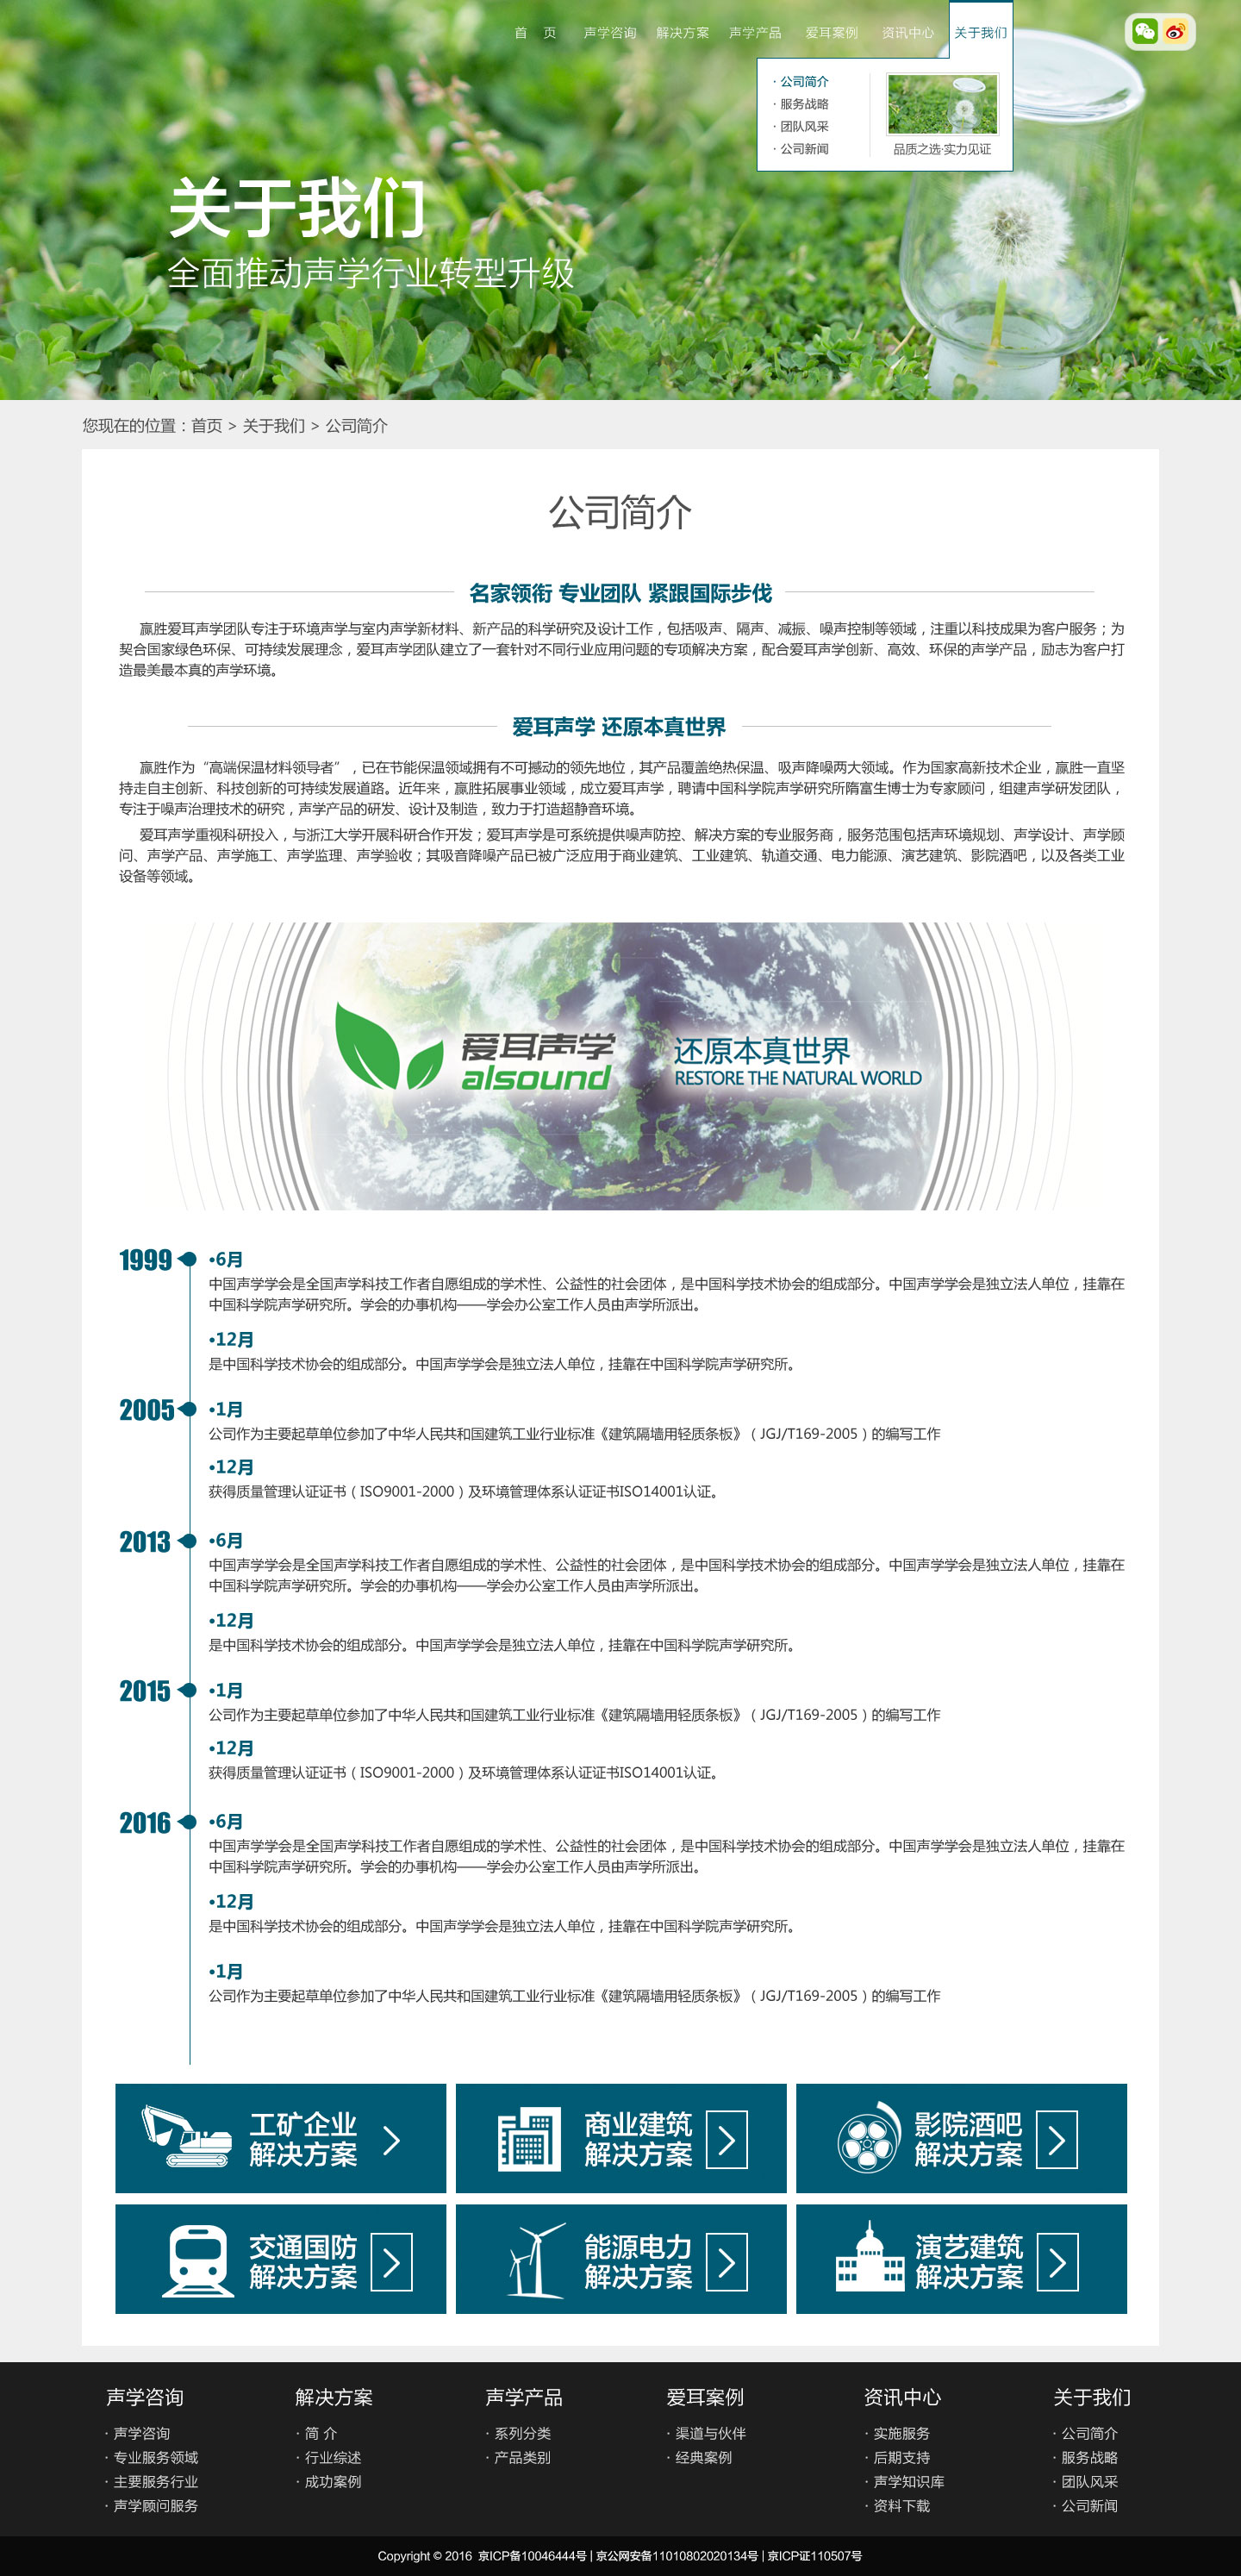 首 页 声学咨询 解决方案 声学产品 爱耳案例 资讯中心 关于我们
· 公司简介
· 服务战略
· 团队风采
· 公司新闻
品质之选·实力见证
关于我们
全面推动声学行业转型升级
您现在的位置：首页 > 关于我们 > 公司简介
公司简介
名家领衔 专业团队 紧跟国际步伐
赢胜爱耳声学团队专注于环境声学与室内声学新材料、新产品的科学研究及设计工作，包括吸声、隔声、减振、噪声控制等领域，注重以科技成果为客户服务；为
契合国家绿色环保、可持续发展理念，爱耳声学团队建立了一套针对不同行业应用问题的专项解决方案，配合爱耳声学创新、高效、环保的声学产品，励志为客户打
造最美最本真的声学环境。
爱耳声学 还原本真世界
赢胜作为“高端保温材料领导者”，已在节能保温领域拥有不可撼动的领先地位，其产品覆盖绝热保温、吸声降噪两大领域。作为国家高新技术企业，赢胜一直坚
持走自主创新、科技创新的可持续发展道路。近年来，赢胜拓展事业领域，成立爱耳声学，聘请中国科学院声学研究所隋富生博士为专家顾问，组建声学研发团队，
专注于噪声治理技术的研究，声学产品的研发、设计及制造，致力于打造超静音环境。
爱耳声学重视科研投入，与浙江大学开展科研合作开发；爱耳声学是可系统提供噪声防控、解决方案的专业服务商，服务范围包括声环境规划、声学设计、声学顾
问、声学产品、声学施工、声学监理、声学验收；其吸音降噪产品已被广泛应用于商业建筑、工业建筑、轨道交通、电力能源、演艺建筑、影院酒吧，以及各类工业
设备等领域。
爱耳声学 还原本真世界
alsound RESTORE THE NATURAL WORLD
1999 •6月
中国声学学会是全国声学科技工作者自愿组成的学术性、公益性的社会团体，是中国科学技术协会的组成部分。中国声学学会是独立法人单位，挂靠在
中国科学院声学研究所。学会的办事机构——学会办公室工作人员由声学所派出。
•12月
是中国科学技术协会的组成部分。中国声学学会是独立法人单位，挂靠在中国科学院声学研究所。
2005 •1月
公司作为主要起草单位参加了中华人民共和国建筑工业行业标准《建筑隔墙用轻质条板》（JGJ/T169-2005）的编写工作
•12月
获得质量管理认证证书（ISO9001-2000）及环境管理体系认证证书ISO14001认证。
2013 •6月
中国声学学会是全国声学科技工作者自愿组成的学术性、公益性的社会团体，是中国科学技术协会的组成部分。中国声学学会是独立法人单位，挂靠在
中国科学院声学研究所。学会的办事机构——学会办公室工作人员由声学所派出。
•12月
是中国科学技术协会的组成部分。中国声学学会是独立法人单位，挂靠在中国科学院声学研究所。
2015 •1月
公司作为主要起草单位参加了中华人民共和国建筑工业行业标准《建筑隔墙用轻质条板》（JGJ/T169-2005）的编写工作
•12月
获得质量管理认证证书（ISO9001-2000）及环境管理体系认证证书ISO14001认证。
2016 •6月
中国声学学会是全国声学科技工作者自愿组成的学术性、公益性的社会团体，是中国科学技术协会的组成部分。中国声学学会是独立法人单位，挂靠在
中国科学院声学研究所。学会的办事机构——学会办公室工作人员由声学所派出。
•12月
是中国科学技术协会的组成部分。中国声学学会是独立法人单位，挂靠在中国科学院声学研究所。
•1月
公司作为主要起草单位参加了中华人民共和国建筑工业行业标准《建筑隔墙用轻质条板》（JGJ/T169-2005）的编写工作
工矿企业
解决方案
商业建筑
解决方案
影院酒吧
解决方案
交通国防
解决方案
能源电力
解决方案
演艺建筑
解决方案
声学咨询
· 声学咨询
· 专业服务领域
· 主要服务行业
· 声学顾问服务
解决方案
· 简 介
· 行业综述
· 成功案例
声学产品
· 系列分类
· 产品类别
爱耳案例
· 渠道与伙伴
· 经典案例
资讯中心
· 实施服务
· 后期支持
· 声学知识库
· 资料下载
关于我们
· 公司简介
· 服务战略
· 团队风采
· 公司新闻
Copyright © 2016 京ICP备10046444号 | 京公网安备11010802020134号 | 京ICP证110507号